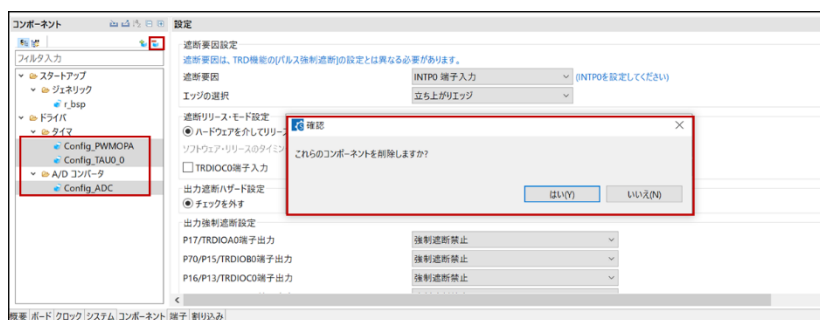 コンポーネント
設定
フィルタ入力
スタートアップ
ジェネリック
r_bsp
ドライバ
タイマ
Config_PWMOPA
Config_TAU0_0
A/D コンバータ
Config_ADC
遮断要因設定
遮断要因は、TRD機能の[パルス強制遮断]の設定とは異なる必要があります。
遮断要因 INTP0 端子入力 (INTP0を設定してください)
エッジの選択 立ち上がりエッジ
遮断リリース・モード設定
ハードウェアを介してリリース
ソフトウェア・リリースのタイミン
TRDIOC0端子入力
確認
これらのコンポーネントを削除しますか?
はい(Y) いいえ(N)
出力遮断ハザード設定
チェックを外す
出力強制遮断設定
P17/TRDIOA0端子出力 強制遮断禁止
P70/P15/TRDIOB0端子出力 強制遮断禁止
P16/P13/TRDIOC0端子出力 強制遮断禁止
概要 ボード クロック システム コンポーネント 端子 割り込み